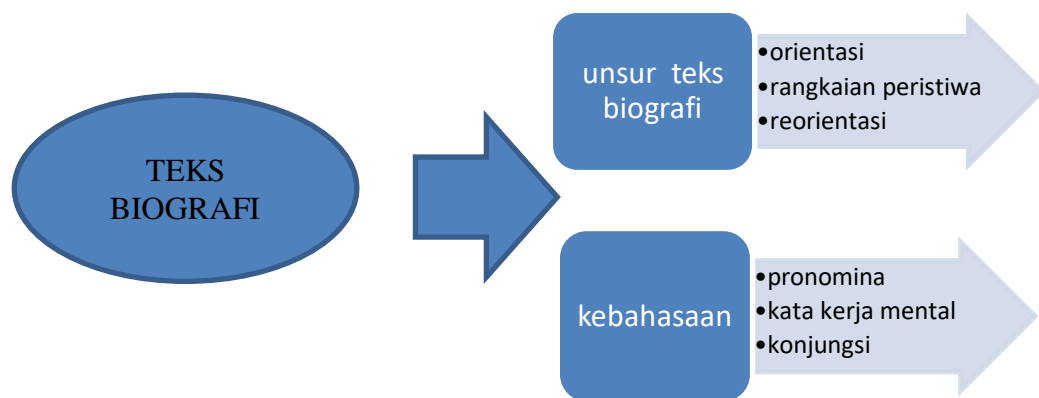 TEKS
BIOGRAFI
unsur teks
biografi
•orientasi
•rangkaian peristiwa
•reorientasi
kebahasaan
•pronomina
•kata kerja mental
•konjungsi